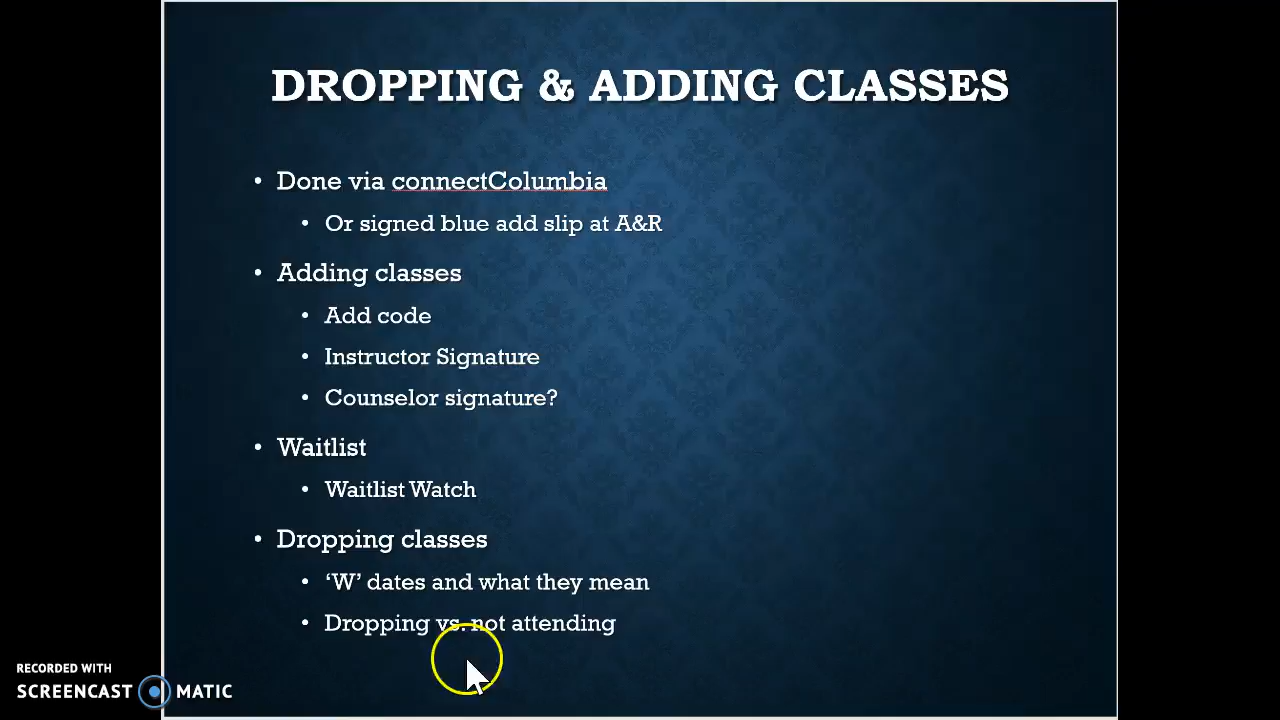 DROPPING & ADDING CLASSES
• Done via connectColumbia
• Or signed blue add slip at A&R
• Adding classes
• Add code
• Instructor Signature
• Counselor signature?
• Waitlist
• Waitlist Watch
• Dropping classes
• ‘W’ dates and what they mean
• Dropping vs. not attending
RECORDED WITH
SCREENCAST MATIC